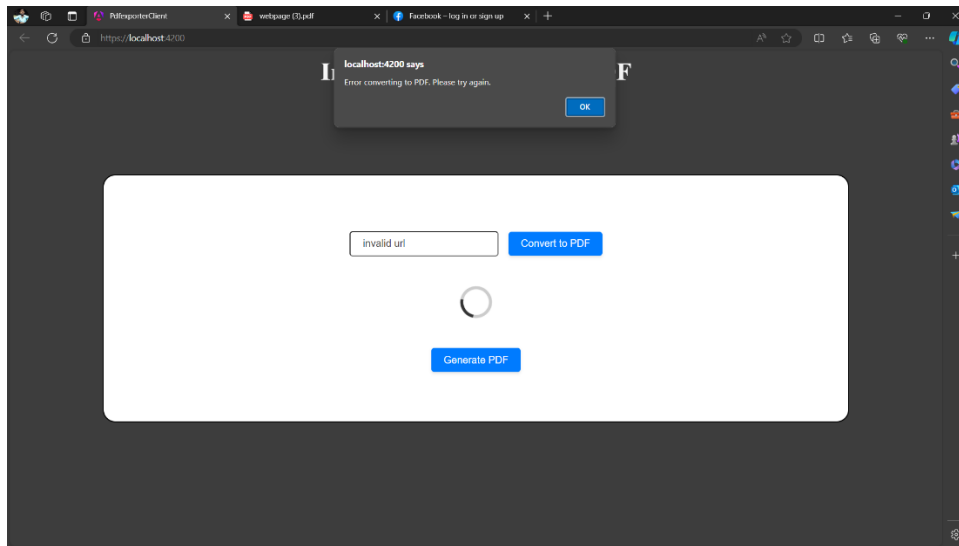 PdfexporterClient
webpage (3).pdf
Facebook – log in or sign up
https://localhost:4200
localhost:4200 says
Error converting to PDF. Please try again.
OK
invalid url
Convert to PDF
Generate PDF